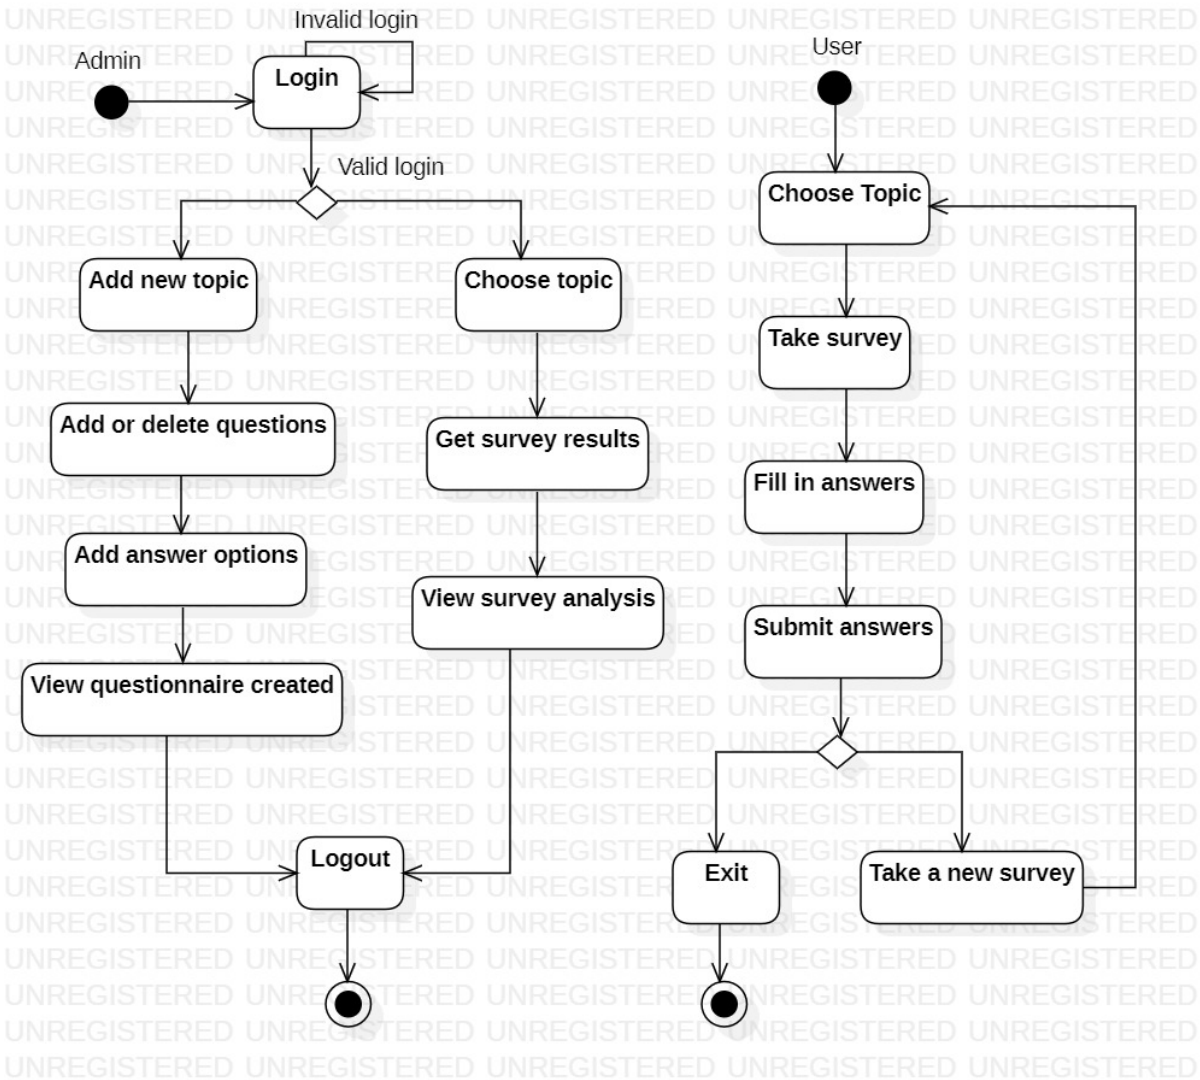 Invalid login
Admin
Login
Valid login
Add new topic
Choose topic
Add or delete questions
Get survey results
Add answer options
View survey analysis
View questionnaire created
Logout
User
Choose Topic
Take survey
Fill in answers
Submit answers
Exit
Take a new survey
UNREGISTERED